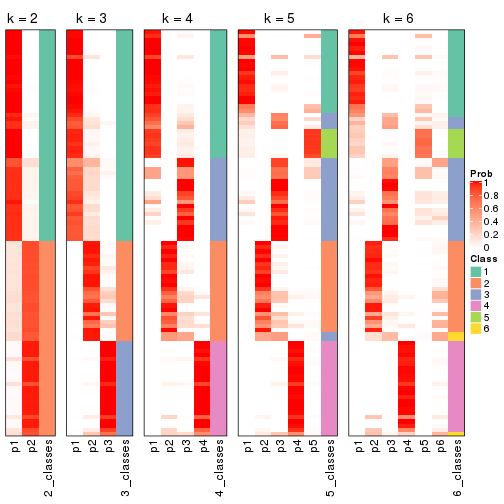 k = 2
k = 3
k = 4
k = 5
k = 6
Prob
1
0.8
0.6
0.4
0.2
0
Class
1
2
3
4
5
6
p1
p2
2_classes
p1
p2
p3
3_classes
p1
p2
p3
p4
4_classes
p1
p2
p3
p4
p5
5_classes
p1
p2
p3
p4
p5
p6
6_classes